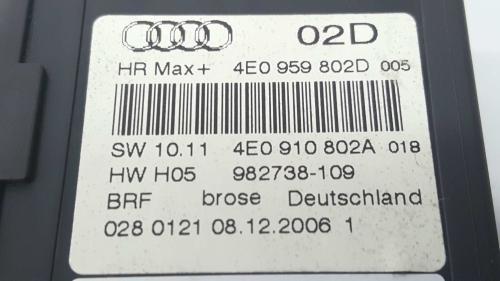 02D
HR Max+ 4E0 959 802D 005
SW 10.11 4E0 910 802A 018
HW H05 982738-109
BRF brose Deutschland
028 0121 08.12.2006 1